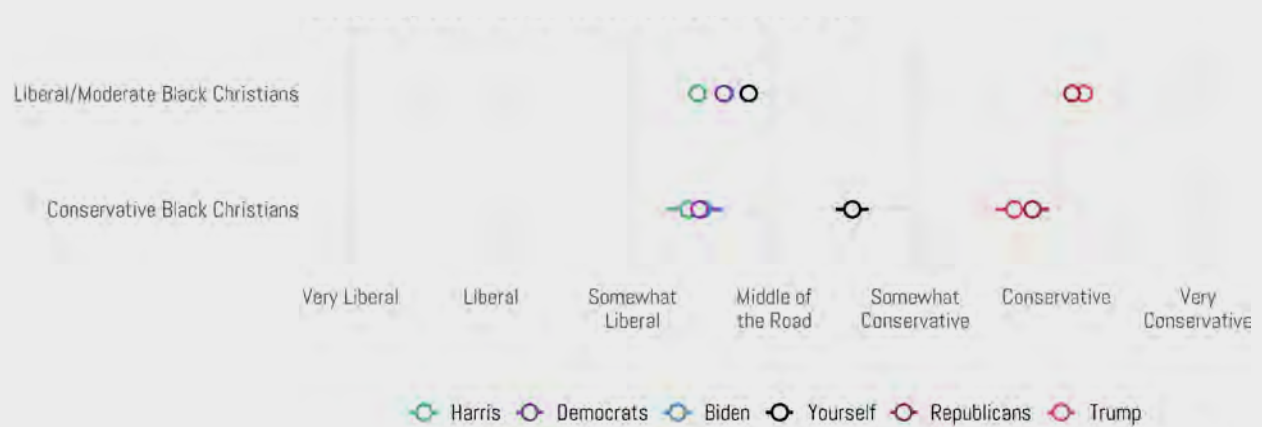 Liberal/Moderate Black Christians
Conservative Black Christians
Very Liberal
Liberal
Somewhat
Liberal
Middle of
the Road
Somewhat
Conservative
Conservative
Very
Conservative
Harris
Democrats
Biden
Yourself
Republicans
Trump